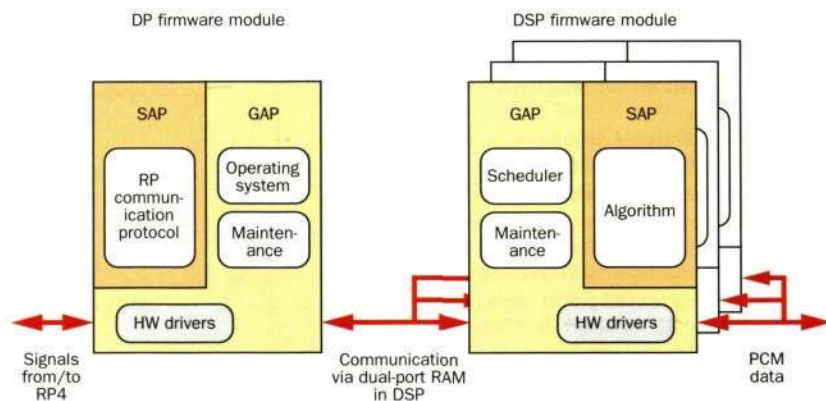 DP firmware module
DSP firmware module
SAP
GAP
RP
commun-
ication
protocol
Operating
system
Mainten-
ance
HW drivers
GAP
SAP
Scheduler
Mainten-
ance
Algorithm
HW drivers
Signals
from/to
RP4
Communication
via dual-port RAM
in DSP
PCM
data